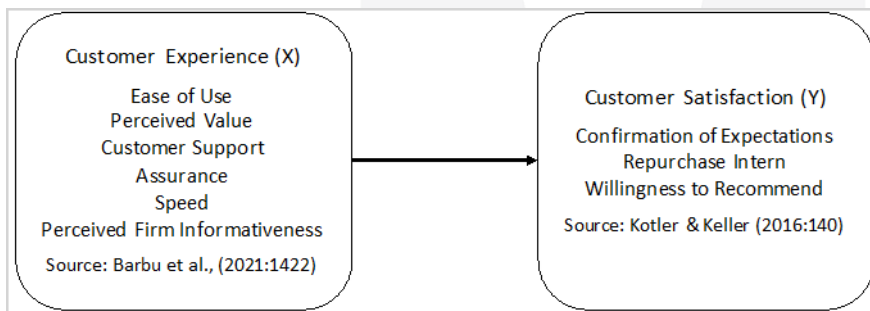 Customer Experience (X)
Ease of Use
Perceived Value
Customer Support
Assurance
Speed
Perceived Firm Informativeness
Source: Barbu et al., (2021:1422)
Customer Satisfaction (Y)
Confirmation of Expectations
Repurchase Intern
Willingness to Recommend
Source: Kotler & Keller (2016:140)